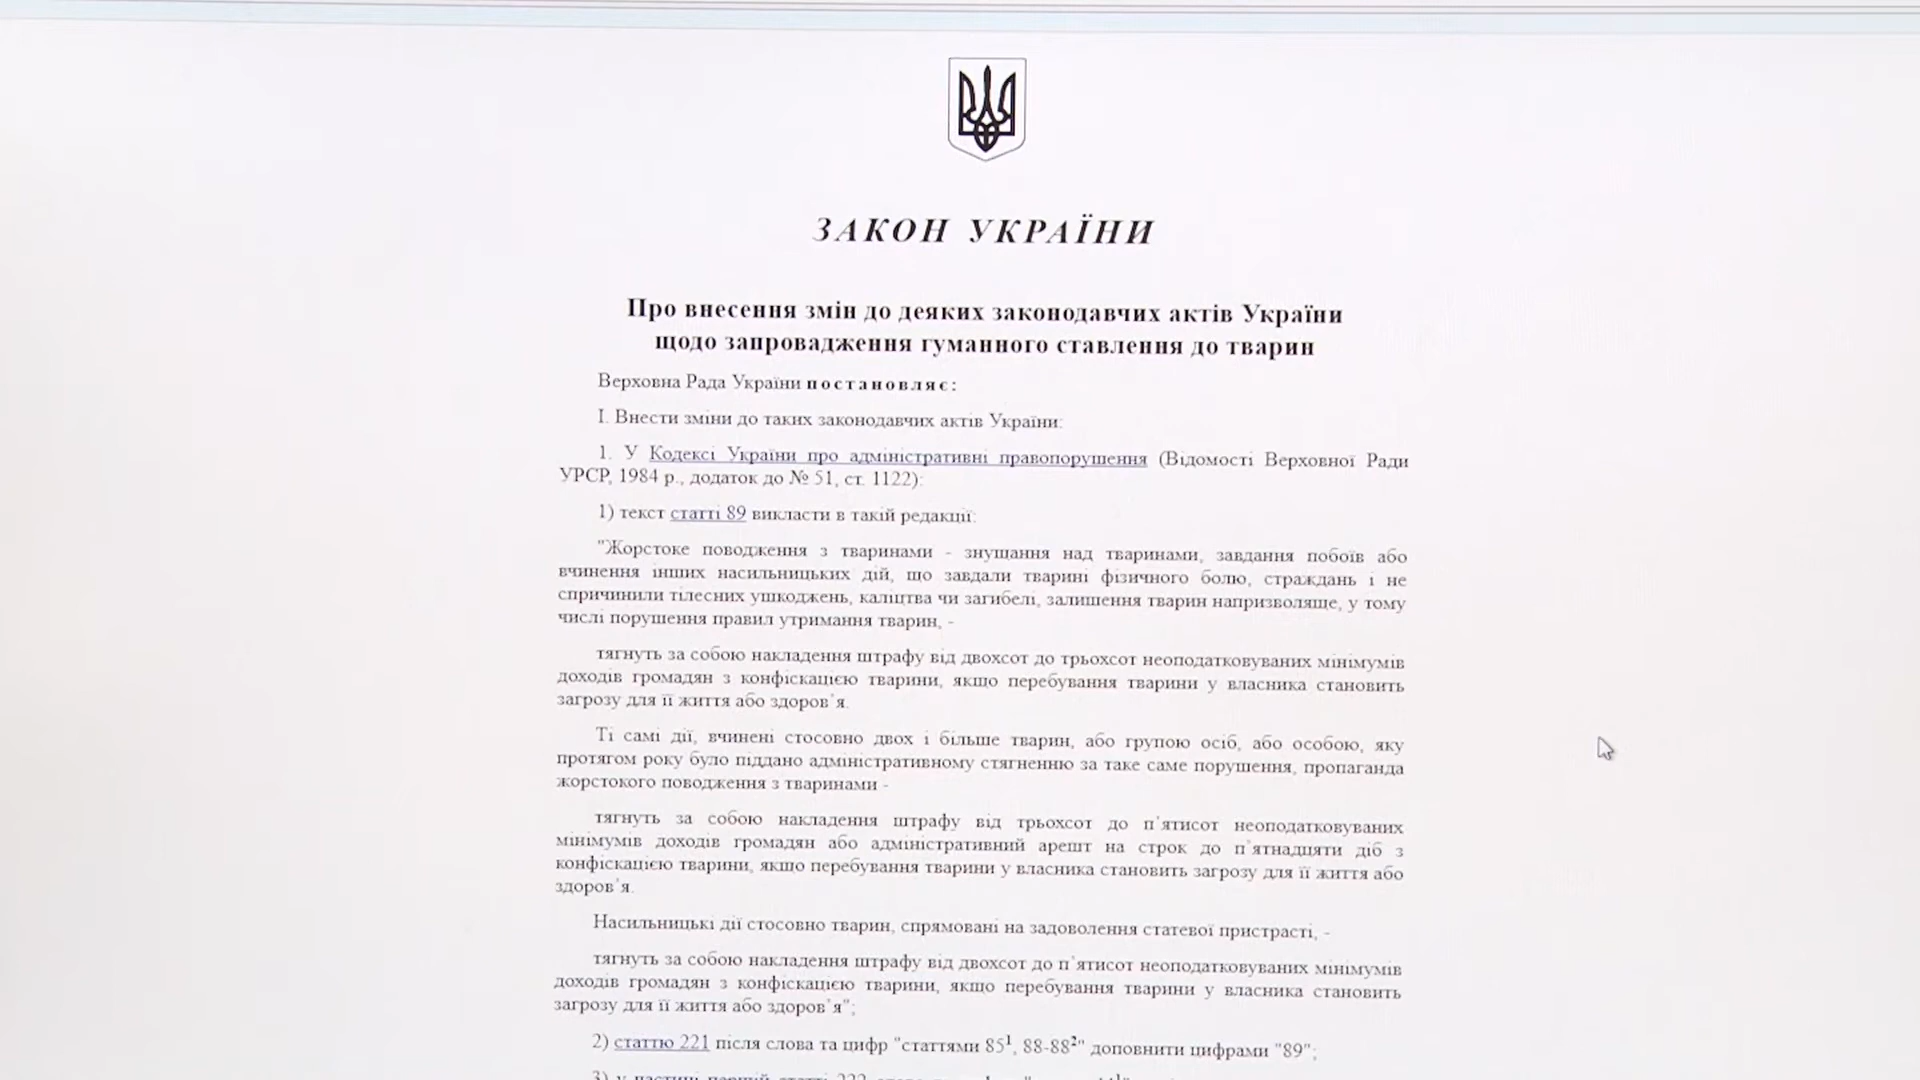 ЗАКОН УКРАЇНИ
Про внесення змін до деяких законодавчих актів України
щодо запровадження гуманного ставлення до тварин
Верховна Рада України постановляє:
I. Внести зміни до таких законодавчих актів України:
1. У Кодексі України про адміністративні правопорушення (Відомості Верховної Ради
УРСР, 1984 р., додаток до № 51, ст. 1122):
1) текст статті 89 викласти в такій редакції:
"Жорстоке поводження з тваринами - знущання над тваринами, завдання побоїв або
вчинення інших насильницьких дій, що завдали тварині фізичного болю, страждань і не
спричинили тілесних ушкоджень, каліцтва чи загибелі, залишення тварин напризволяще, у тому
числі порушення правил утримання тварин, -
тягнуть за собою накладення штрафу від двохсот до трьохсот неоподатковуваних мінімумів
доходів громадян з конфіскацією тварини, якщо перебування тварини у власника становить
загрозу для її життя або здоров'я.
Ті самі дії, вчинені стосовно двох і більше тварин, або групою осіб, або особою, яку
протягом року було піддано адміністративному стягненню за таке саме порушення, пропаганда
жорстокого поводження з тваринами -
тягнуть за собою накладення штрафу від трьохсот до п'ятисот неоподатковуваних
мінімумів доходів громадян або адміністративний арешт на строк до п'ятнадцяти діб з
конфіскацією тварини, якщо перебування тварини у власника становить загрозу для її життя або
здоров'я.
Насильницькі дії стосовно тварин, спрямовані на задоволення статевої пристрасті, -
тягнуть за собою накладення штрафу від двохсот до п'ятисот неоподатковуваних мінімумів
доходів громадян з конфіскацією тварини, якщо перебування тварини у власника становить
загрозу для її життя або здоров'я";
2) статтю 221 після слова та цифр "статтями 85¹, 88-88²" доповнити цифрами "89";
3) у частині першій статті 222